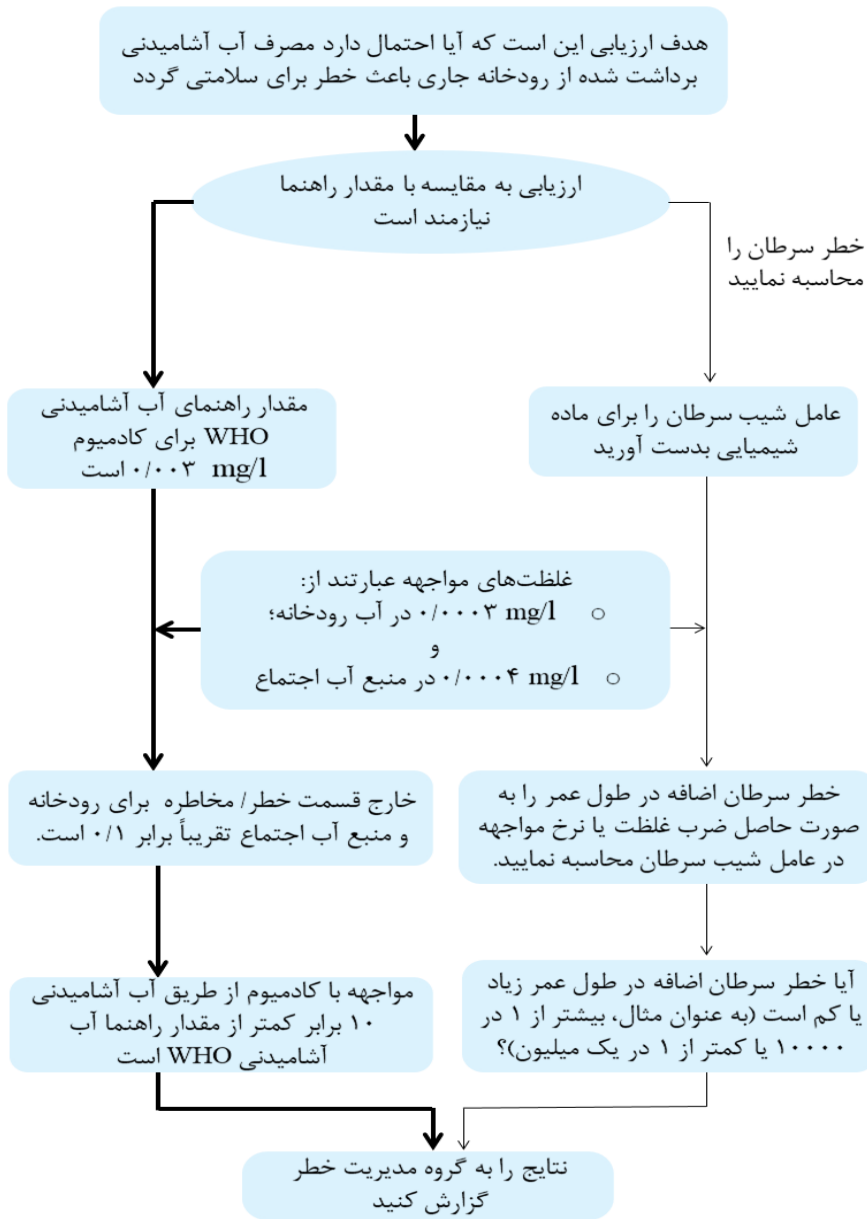 هدف ارزیابی این است که آیا احتمال دارد مصرف آب آشامیدنی
برداشت شده از رودخانه جاری باعث خطر برای سلامتی گردد
ارزیابی به مقایسه با مقدار راهنما
نیازمند است
خطر سرطان را
محاسبه نمایید
مقدار راهنمای آب آشامیدنی
WHO برای کادمیوم
۰/۰۰۳ mg/l است
عامل شیب سرطان را برای ماده
شیمیایی بدست آورید
غلظت‌های مواجهه عبارتند از:
o ۰/۰۰۰۳ mg/l در آب رودخانه؛
و
o ۰/۰۰۰۴ mg/l در منبع آب اجتماع
خارج قسمت خطر/ مخاطره برای رودخانه
و منبع آب اجتماع تقریباً برابر ۰/۱ است.
خطر سرطان اضافه در طول عمر را به
صورت حاصل ضرب غلظت یا نرخ مواجهه
در عامل شیب سرطان محاسبه نمایید.
مواجهه با کادمیوم از طریق آب آشامیدنی
۱۰ برابر کمتر از مقدار راهنما آب
آشامیدنی WHO است
آیا خطر سرطان اضافه در طول عمر زیاد
یا کم است (به عنوان مثال، بیشتر از ۱ در
۱۰۰۰۰ یا کمتر از ۱ در یک میلیون)؟
نتایج را به گروه مدیریت خطر
گزارش کنید